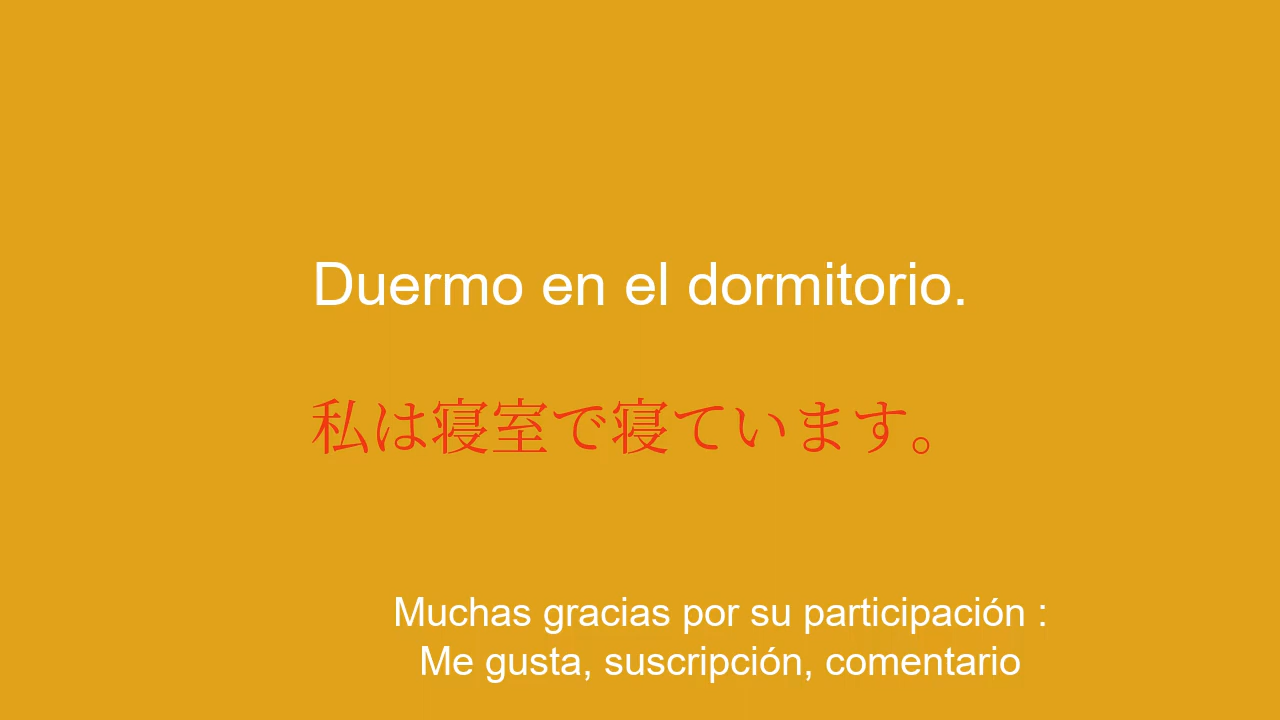 Duermo en el dormitorio.
私は寝室で寝ています。
Muchas gracias por su participación :
Me gusta, suscripción, comentario